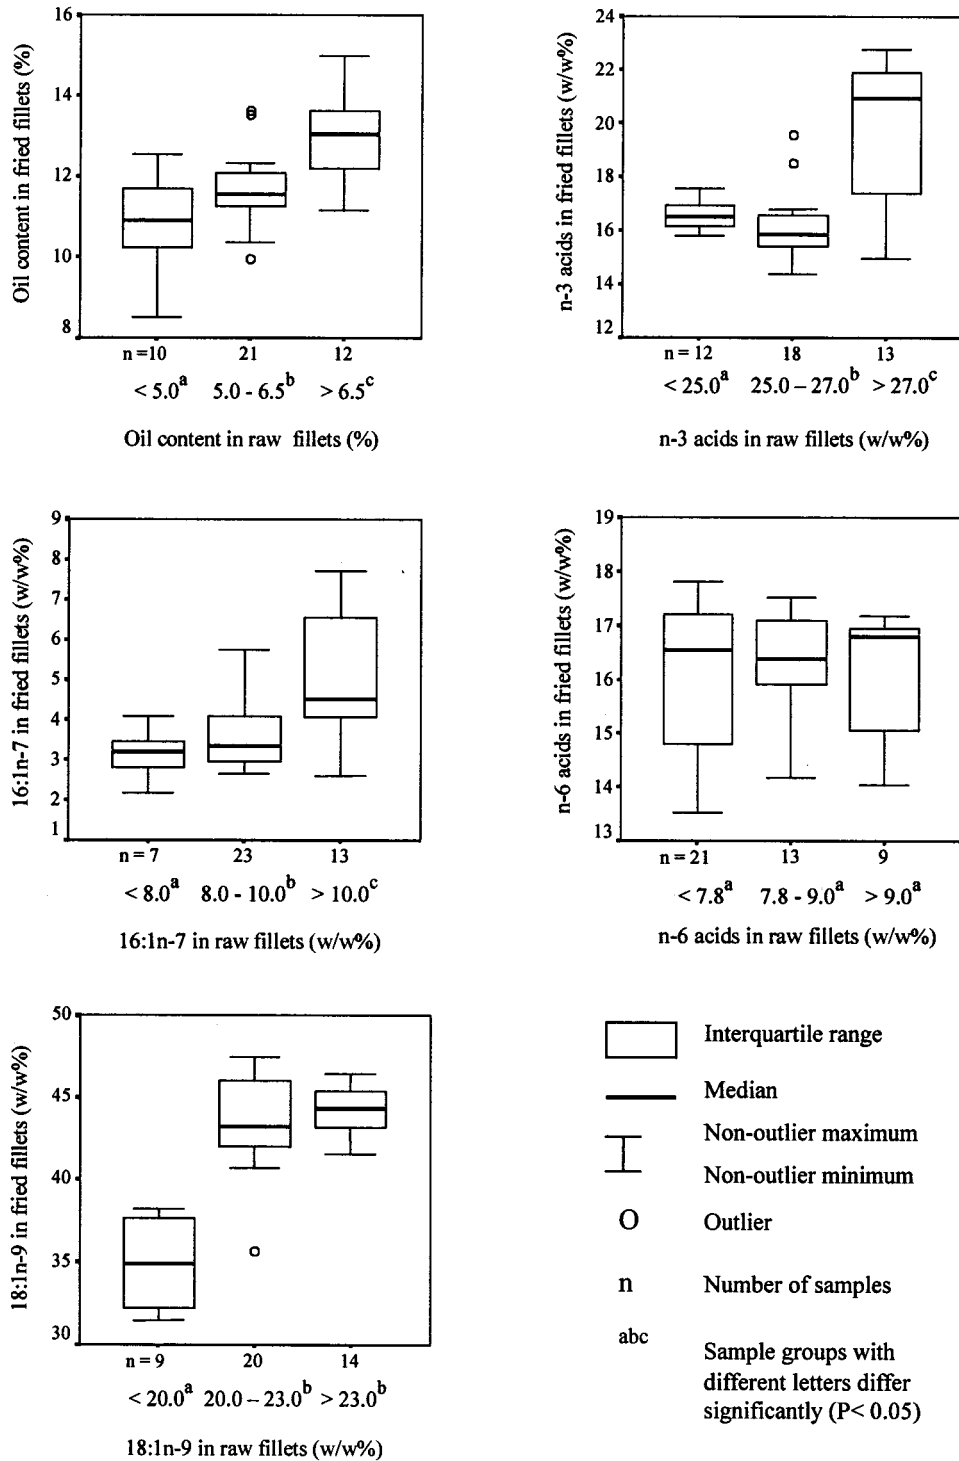 Oil content in fried fillets (%)
16
14
12
10
8
n =10 21 12
< 5.0a 5.0 - 6.5b > 6.5c
Oil content in raw fillets (%)
n-3 acids in fried fillets (w/w%)
24
22
20
18
16
14
12
n = 12 18 13
< 25.0a 25.0 – 27.0b > 27.0c
n-3 acids in raw fillets (w/w%)
16:1n-7 in fried fillets (w/w%)
9
8
7
6
5
4
3
2
1
n = 7 23 13
< 8.0a 8.0 - 10.0b > 10.0c
16:1n-7 in raw fillets (w/w%)
n-6 acids in fried fillets (w/w%)
19
18
17
16
15
14
13
n = 21 13 9
< 7.8a 7.8 - 9.0a > 9.0a
n-6 acids in raw fillets (w/w%)
18:1n-9 in fried fillets (w/w%)
50
45
40
35
30
n = 9 20 14
< 20.0a 20.0 – 23.0b > 23.0b
18:1n-9 in raw fillets (w/w%)
Interquartile range
Median
Non-outlier maximum
Non-outlier minimum
O Outlier
n Number of samples
abc Sample groups with
different letters differ
significantly (P< 0.05)